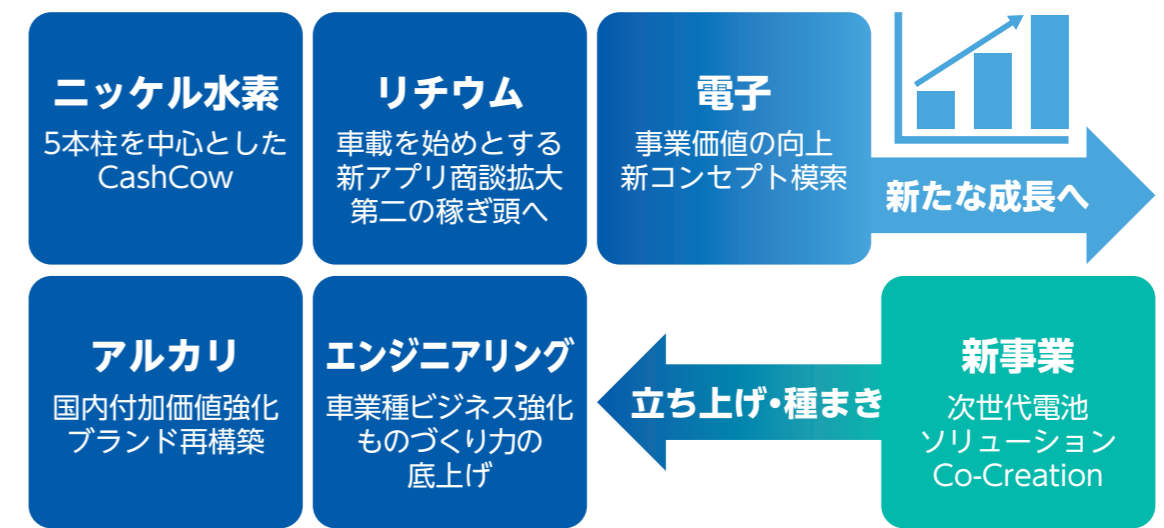 ニッケル水素
5本柱を中心とした
CashCow
リチウム
車載を始めとする
新アプリ商談拡大
第二の稼ぎ頭へ
電子
事業価値の向上
新コンセプト模索
新たな成長へ
アルカリ
国内付加価値強化
ブランド再構築
エンジニアリング
車業種ビジネス強化
ものづくり力の
底上げ
立ち上げ・種まき
新事業
次世代電池
ソリューション
Co-Creation